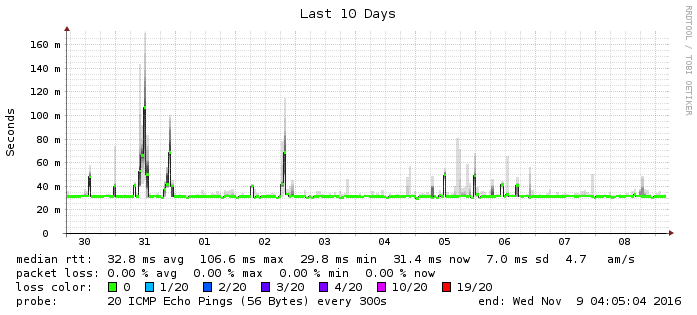 Last 10 Days
RRDTOOL / TOBI OETIKER
Seconds
160 m
140 m
120 m
100 m
80 m
60 m
40 m
20 m
0
30 31 01 02 03 04 05 06 07 08
median rtt: 32.8 ms avg 106.6 ms max 29.8 ms min 31.4 ms now 7.0 ms sd 4.7 am/s
packet loss: 0.00 % avg 0.00 % max 0.00 % min 0.00 % now
loss color: 0 1/20 2/20 3/20 4/20 10/20 19/20
probe: 20 ICMP Echo Pings (56 Bytes) every 300s end: Wed Nov 9 04:05:04 2016